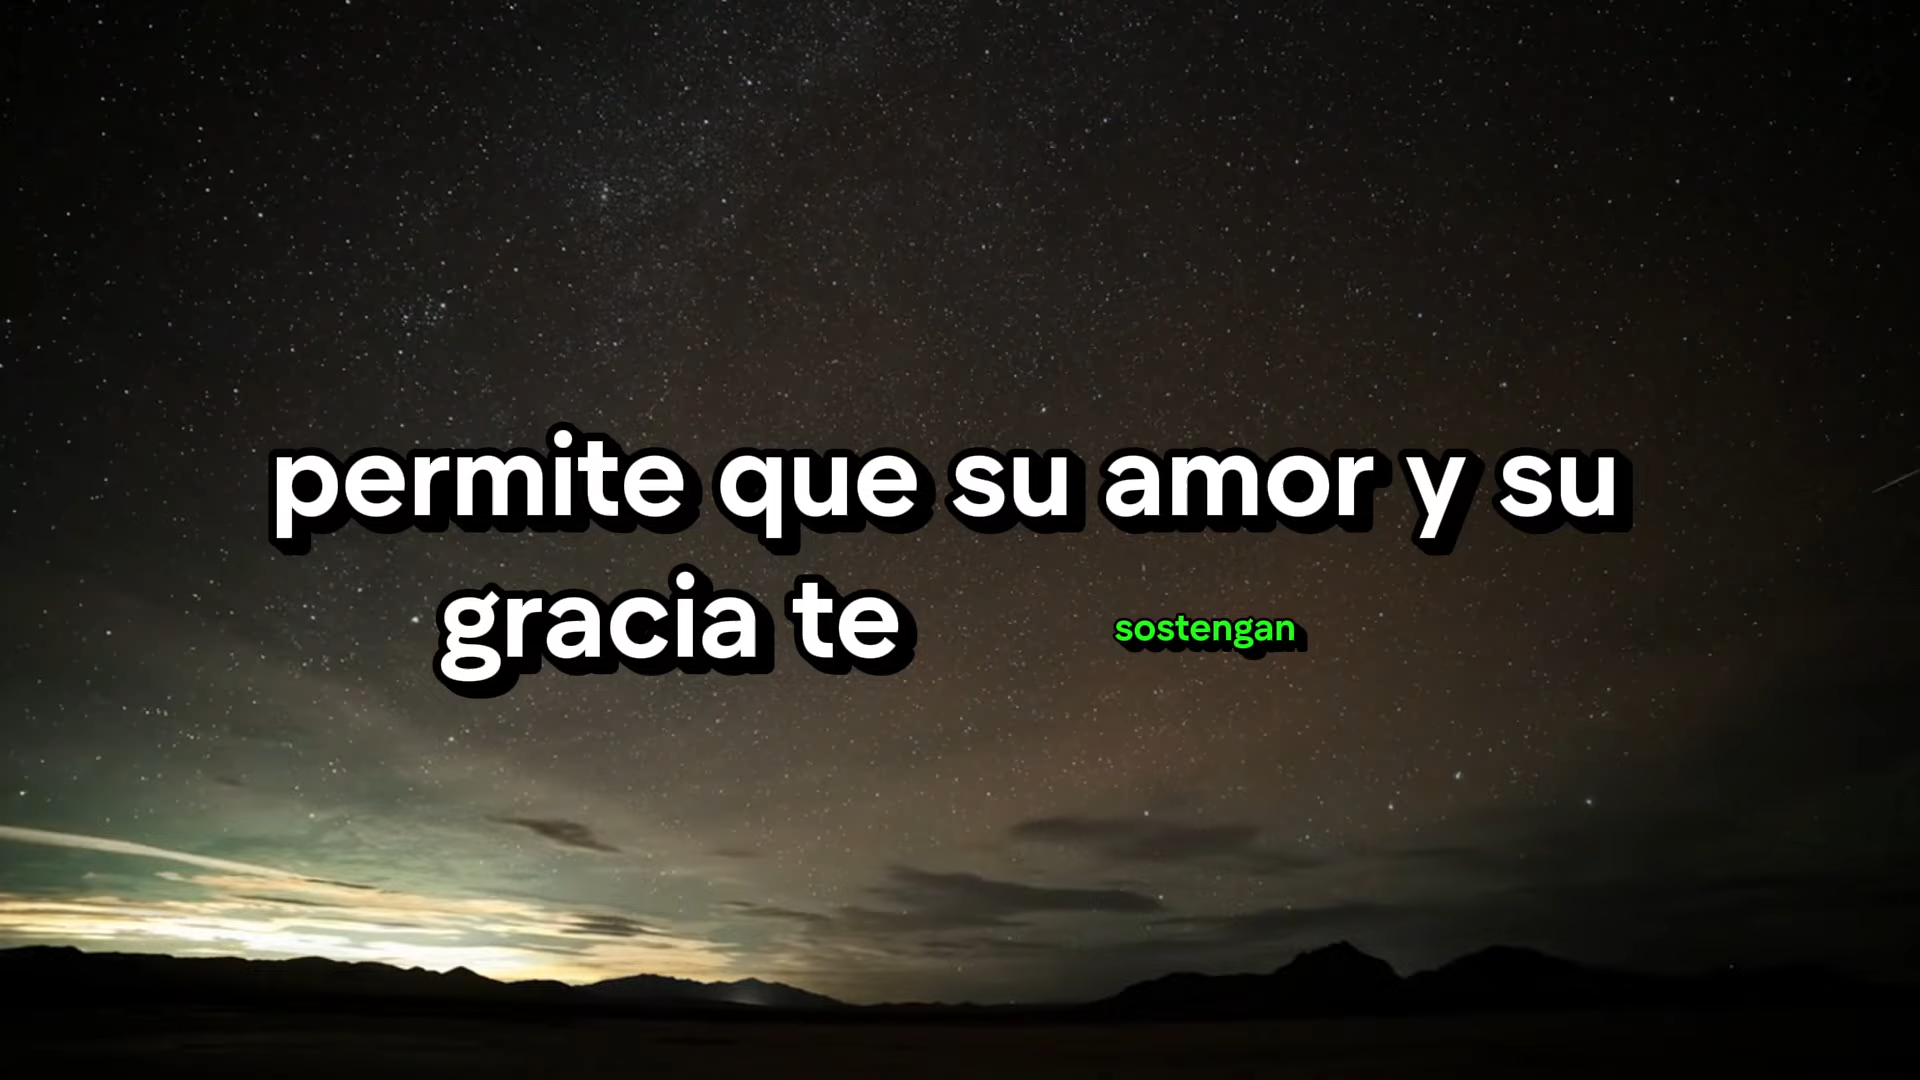 permite que su amor y su
gracia te sostengan